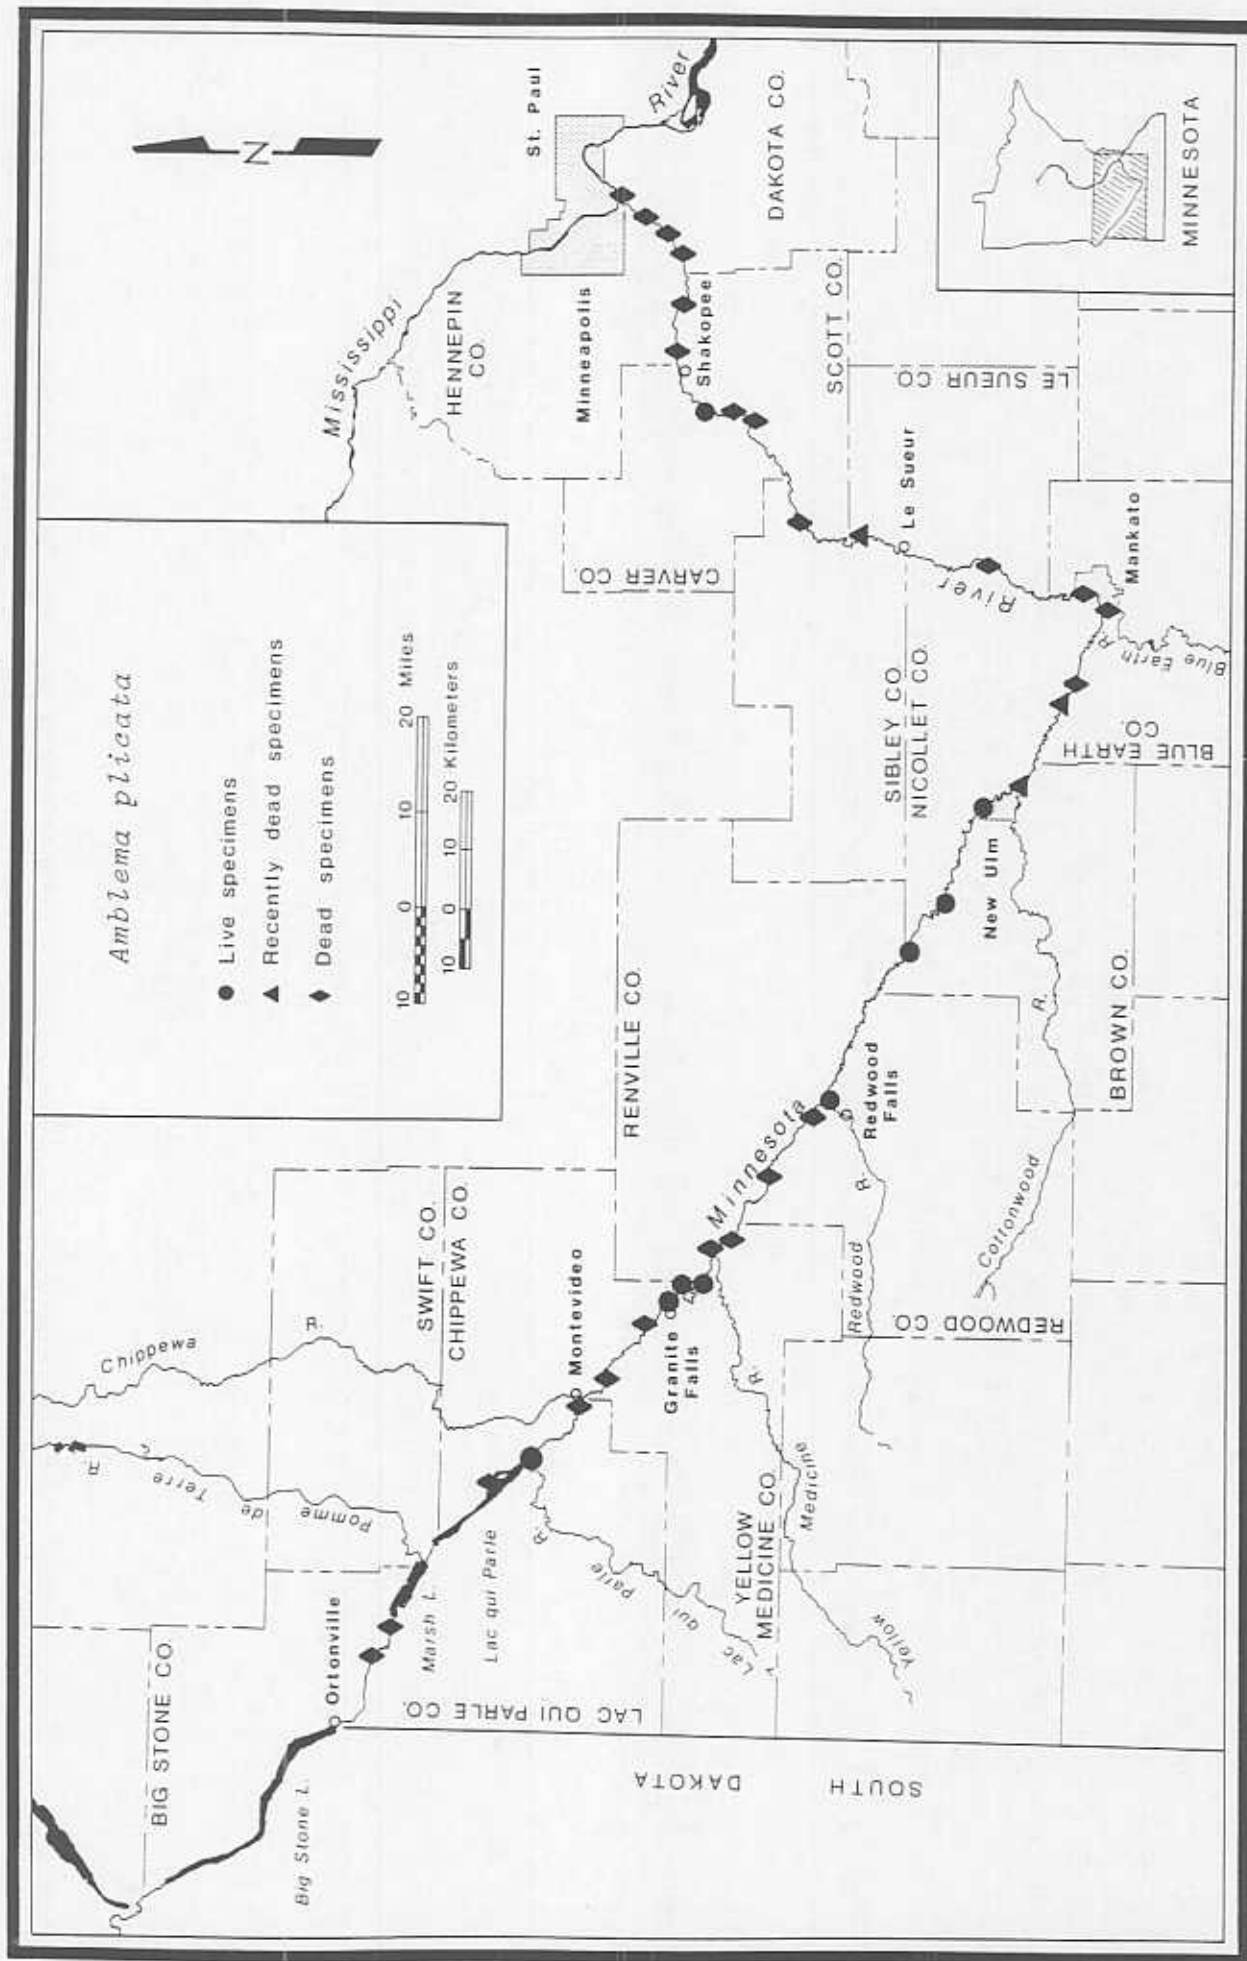 Amblema plicata
Live specimens
Recently dead specimens
Dead specimens
10 0 10 20 Miles
10 0 10 20 Kilometers
N
BIG STONE CO.
Big Stone L.
Ortonville
Marsh L.
Lac qui Parle
LAC QUI PARLE CO.
SOUTH
DAKOTA
Pomme
de
Terre
R.
Chippewa
R.
SWIFT CO.
CHIPPEWA CO.
Montevideo
Lac
qui
Parle
R.
Granite
Falls
YELLOW
MEDICINE CO.
Yellow
Medicine
R.
RENVILLE CO.
Minnesota
Redwood
Falls
Redwood
R.
REDWOOD CO.
Cottonwood
R.
BROWN CO.
New Ulm
SIBLEY CO.
NICOLLET CO.
BLUE EARTH
CO.
Blue Earth
R.
Mankato
River
Le Sueur
LE SUEUR CO.
CARVER CO.
SCOTT CO.
Shakopee
HENNEPIN
CO.
Minneapolis
Mississippi
St. Paul
River
DAKOTA CO.
MINNESOTA